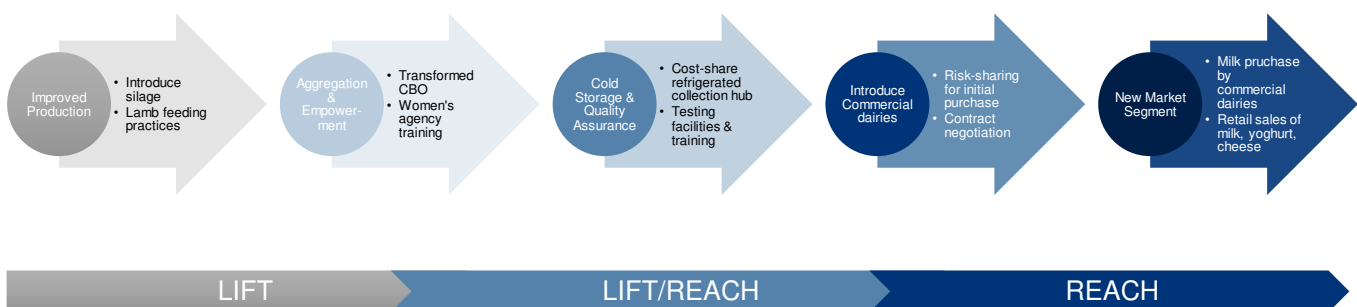 Improved
Production
• Introduce
silage
• Lamb feeding
practices
Aggregation
&
Empower-
ment
• Transformed
CBO
• Women's
agency
training
Cold
Storage &
Quality
Assurance
• Cost-share
refrigerated
collection hub
• Testing
facilities &
training
Introduce
Commercial
dairies
• Risk-sharing
for initial
purchase
• Contract
negotiation
New Market
Segment
• Milk pruchase
by
commercial
dairies
• Retail sales of
milk, yoghurt,
cheese
LIFT
LIFT/REACH
REACH